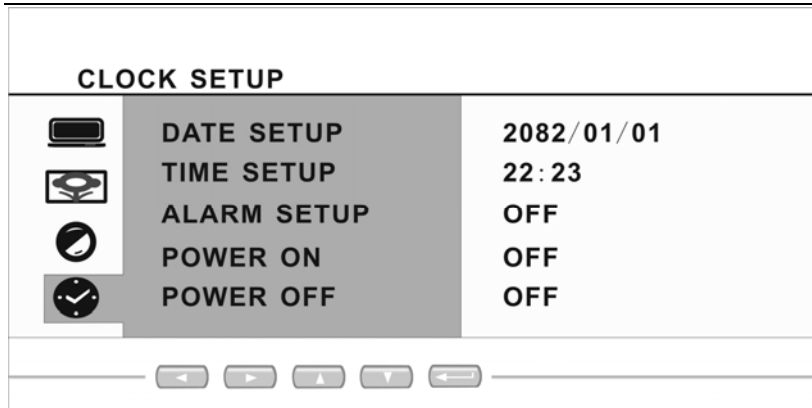 CLOCK SETUP
DATE SETUP 2082/01/01
TIME SETUP 22:23
ALARM SETUP OFF
POWER ON OFF
POWER OFF OFF